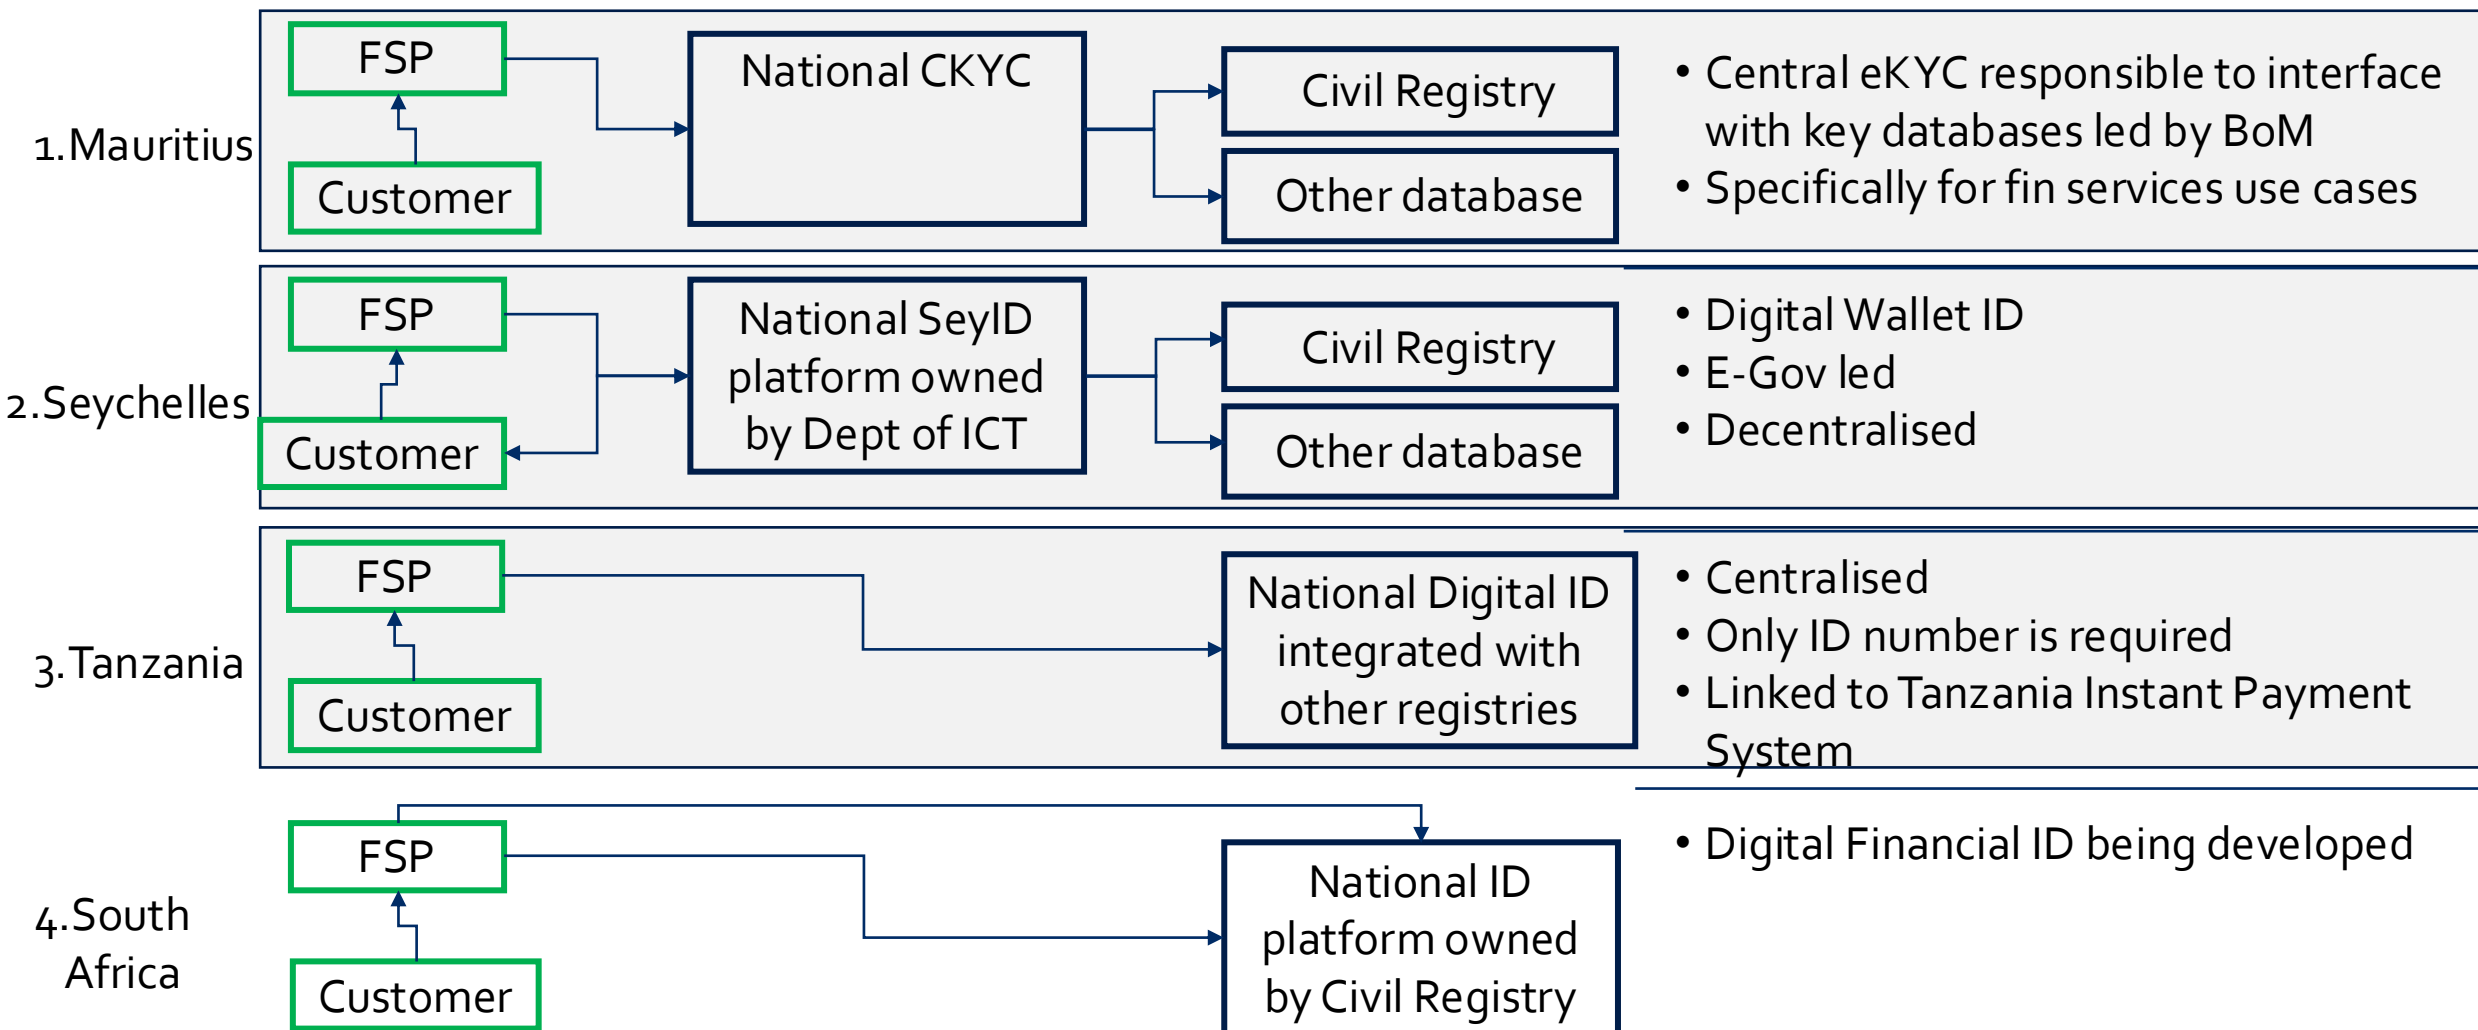 1.Mauritius
FSP
Customer
National CKYC
Civil Registry
Other database
• Central eKYC responsible to interface
with key databases led by BoM
• Specifically for fin services use cases
2.Seychelles
FSP
Customer
National SeyID
platform owned
by Dept of ICT
Civil Registry
Other database
• Digital Wallet ID
• E-Gov led
• Decentralised
3.Tanzania
FSP
Customer
National Digital ID
integrated with
other registries
• Centralised
• Only ID number is required
• Linked to Tanzania Instant Payment
System
4.South
Africa
FSP
Customer
National ID
platform owned
by Civil Registry
• Digital Financial ID being developed